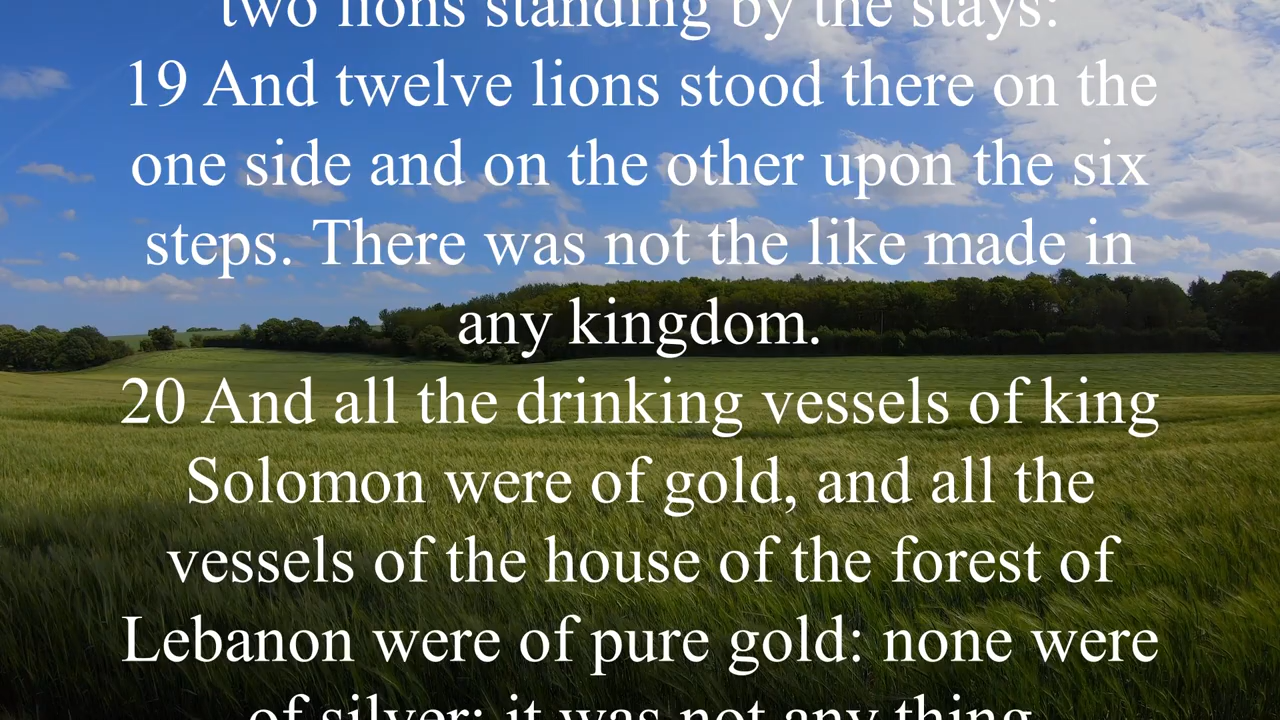 two lions standing by the stays:
19 And twelve lions stood there on the
one side and on the other upon the six
steps. There was not the like made in
any kingdom.
20 And all the drinking vessels of king
Solomon were of gold, and all the
vessels of the house of the forest of
Lebanon were of pure gold: none were
of silver; it was not any thing